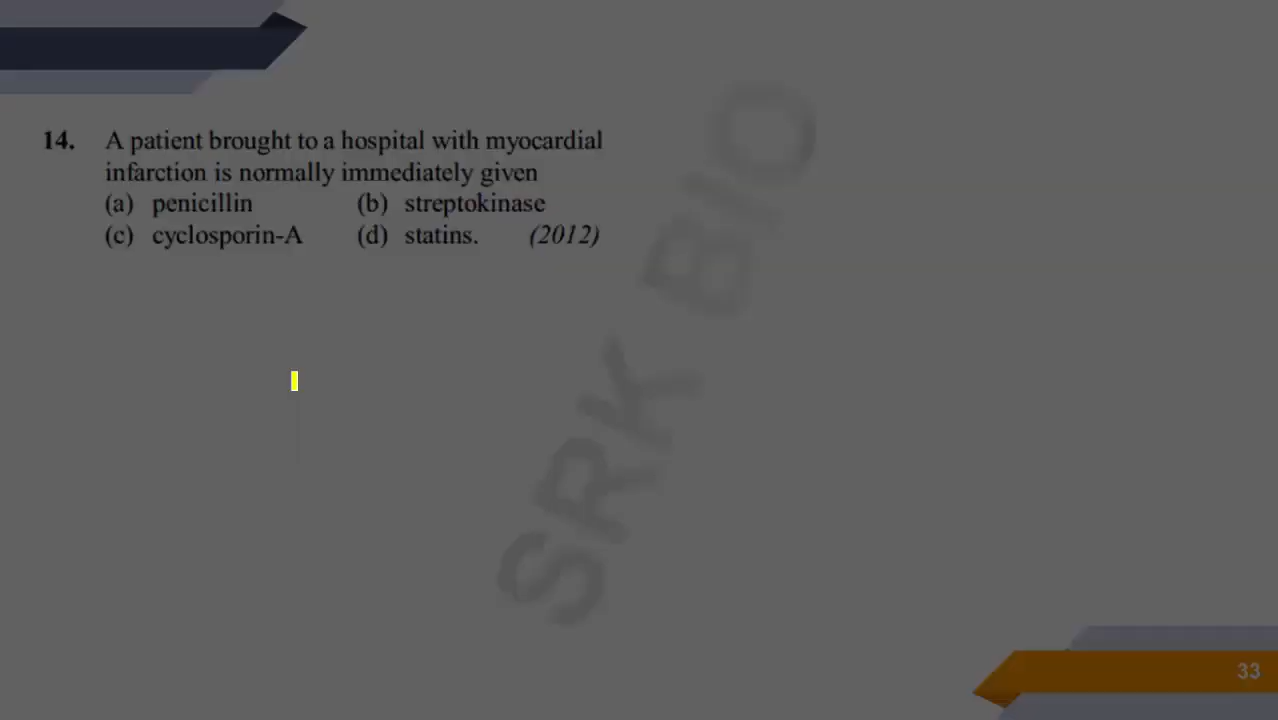 14. A patient brought to a hospital with myocardial
infarction is normally immediately given
(a) penicillin (b) streptokinase
(c) cyclosporin-A (d) statins. (2012)
SRK BIO
33